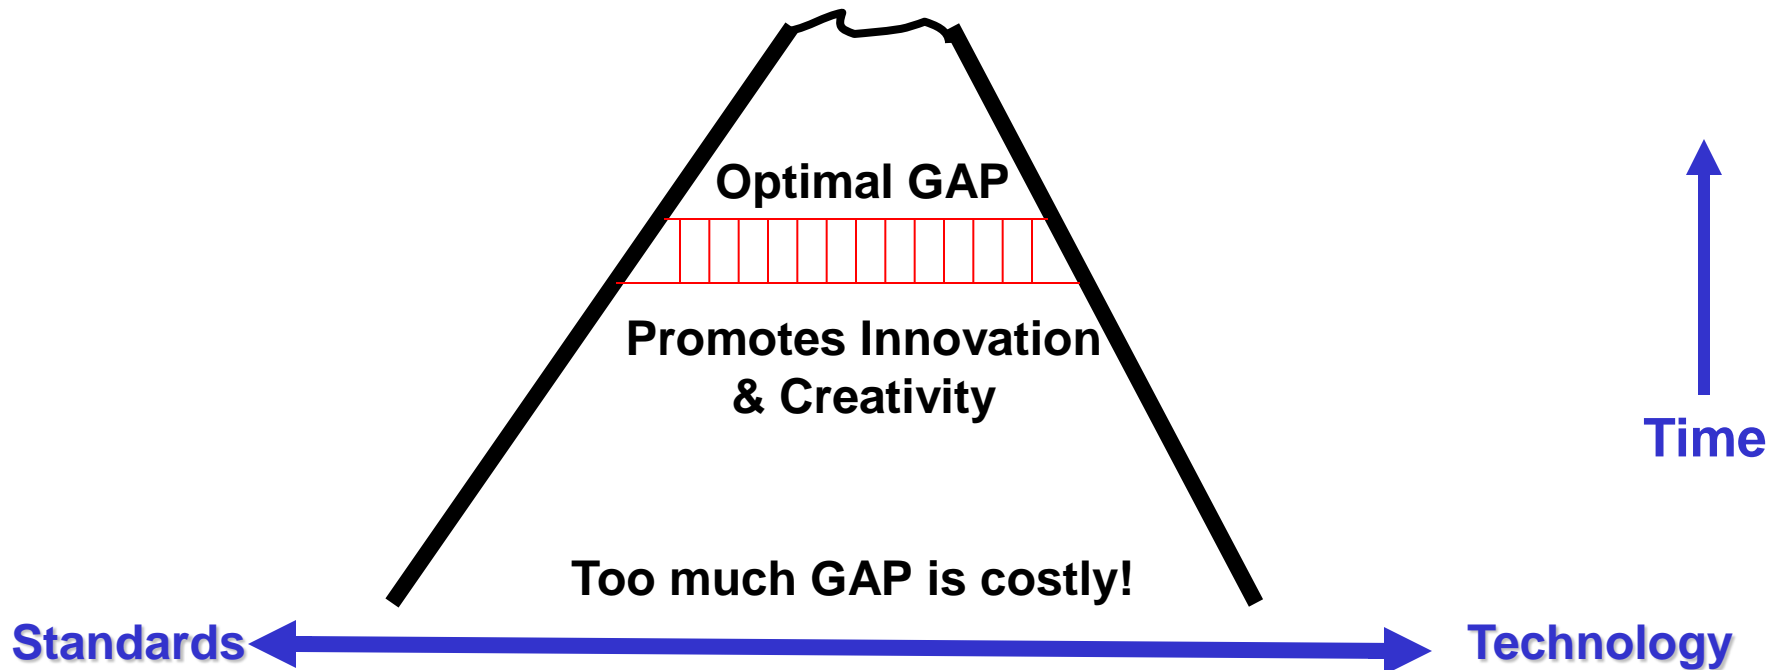 Optimal GAP
Promotes Innovation
& Creativity
Time
Too much GAP is costly!
Standards
Technology